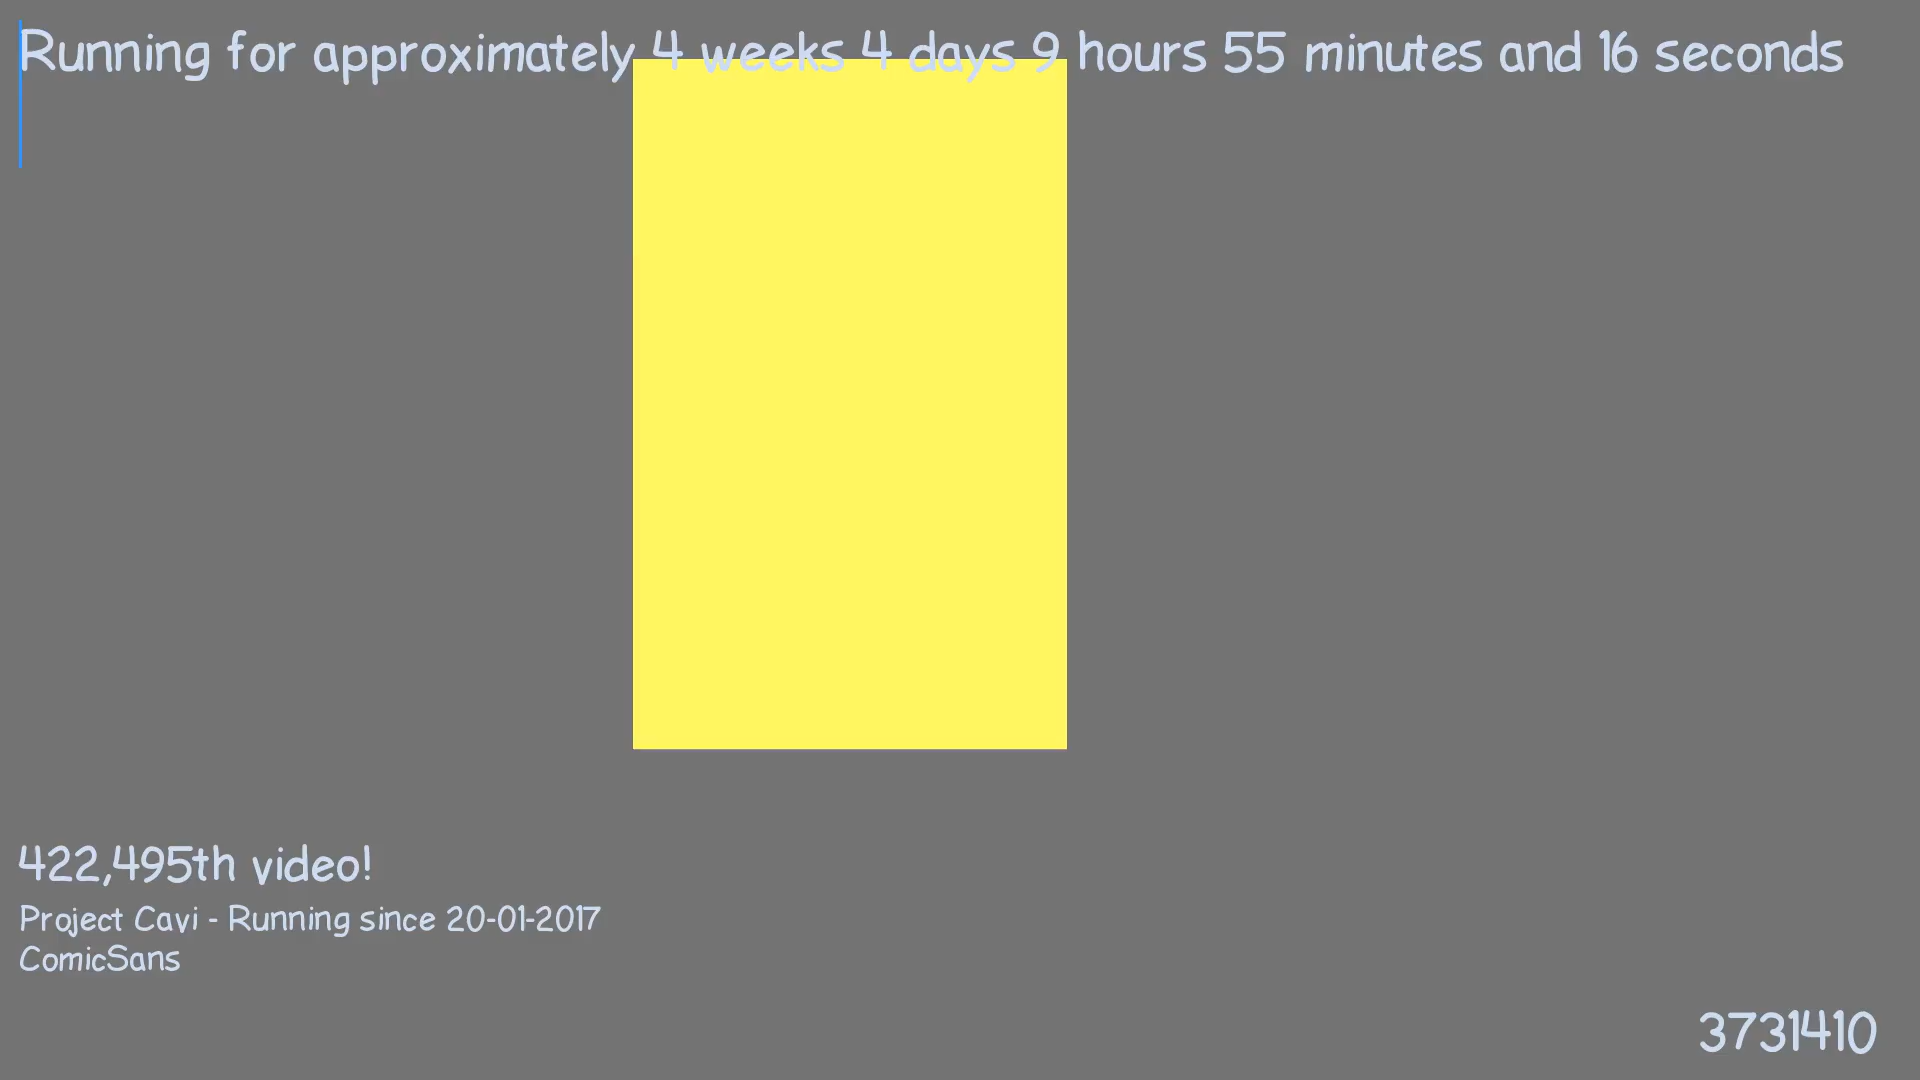 Running for approximately 4 weeks 4 days 9 hours 55 minutes and 16 seconds
422,495th video!
Project Cavi - Running since 20-01-2017
ComicSans
3731410